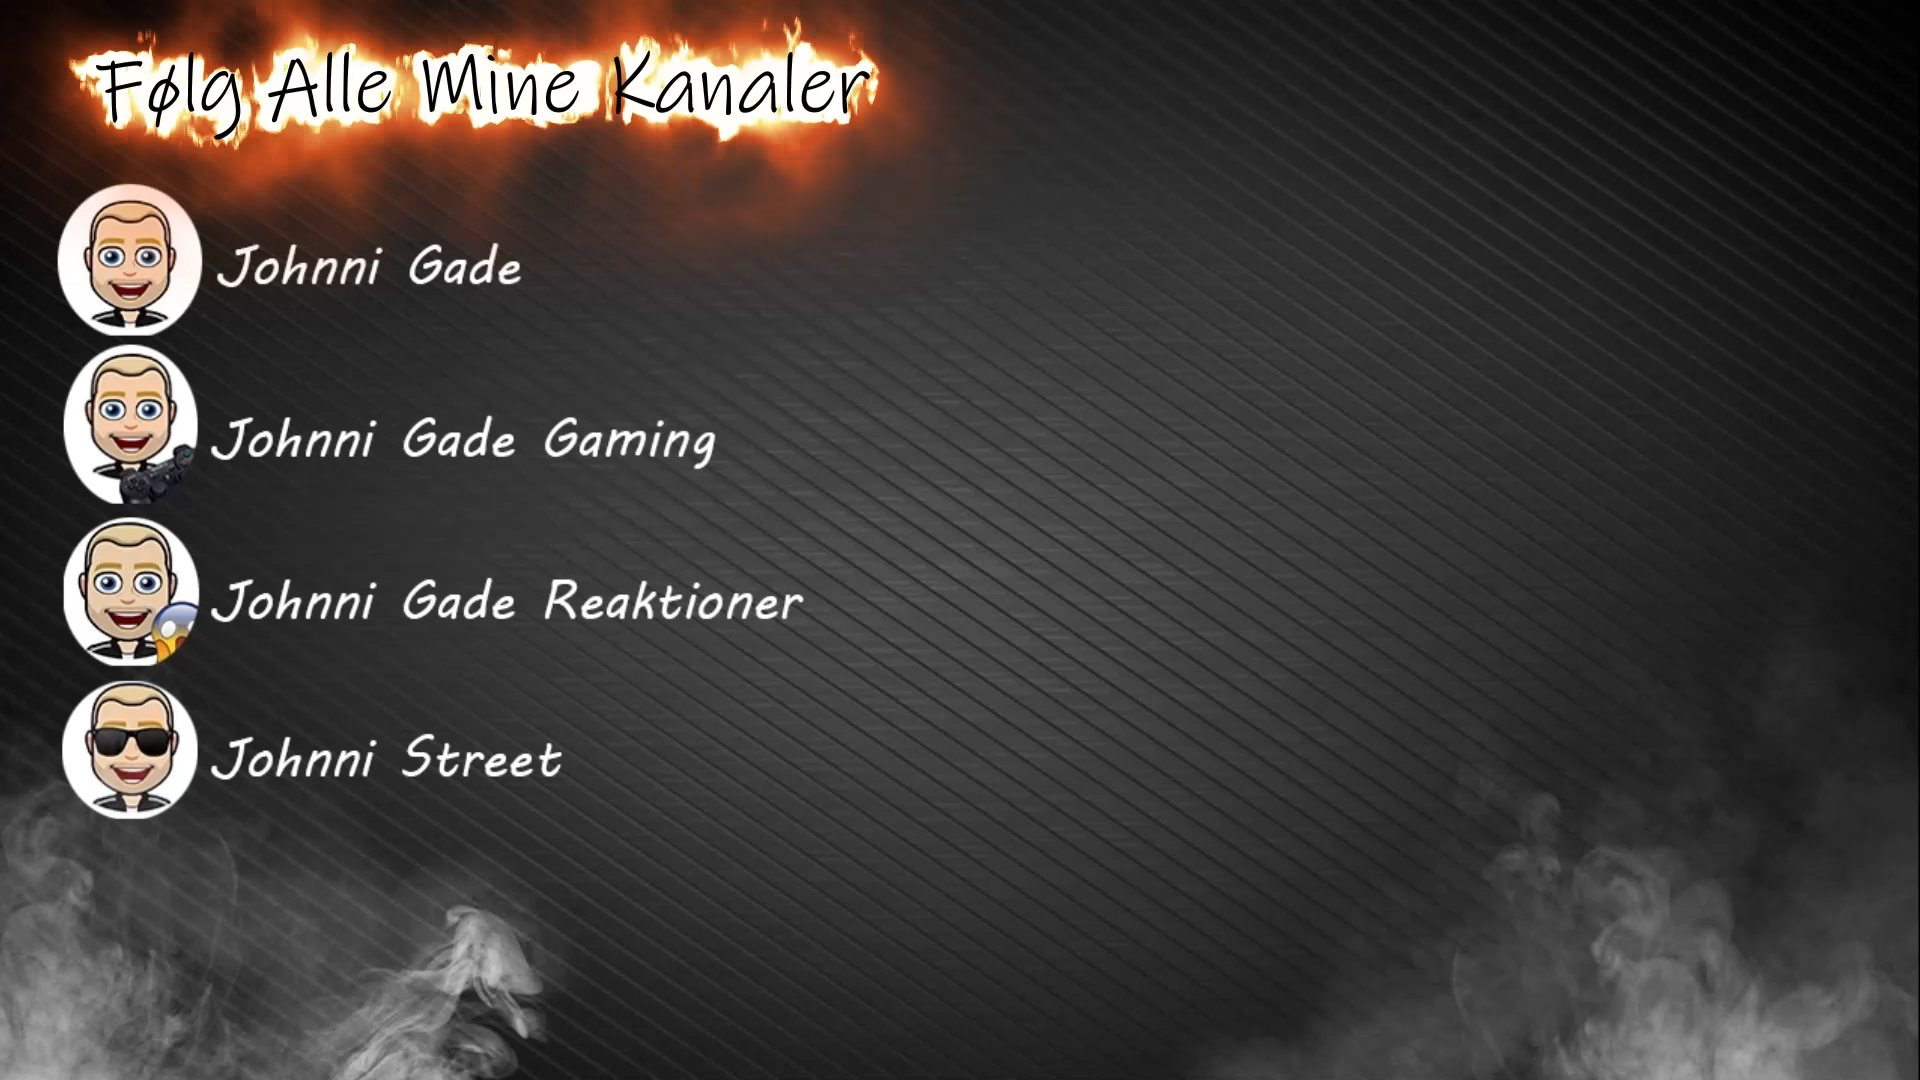 Følg Alle Mine Kanaler
Johnni Gade
Johnni Gade Gaming
Johnni Gade Reaktioner
Johnni Street